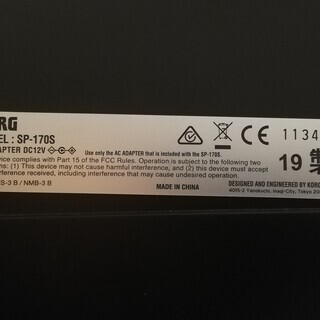 RG
EL : SP-170S
APTER DC12V
Use only the AC ADAPTER that is included with the SP-170S.
evice complies with Part 15 of the FCC Rules. Operation is subject to the following two
ns: (1) This device may not cause harmful interference, and (2) this device must accept
erference received, including interference that may cause undesired operation.
ES-3 B / NMB-3 B
MADE IN CHINA
CE
1134
19 製
DESIGNED AND ENGINEERED BY KORG
4015-2 Yanokuchi, Inagi-City, Tokyo 20